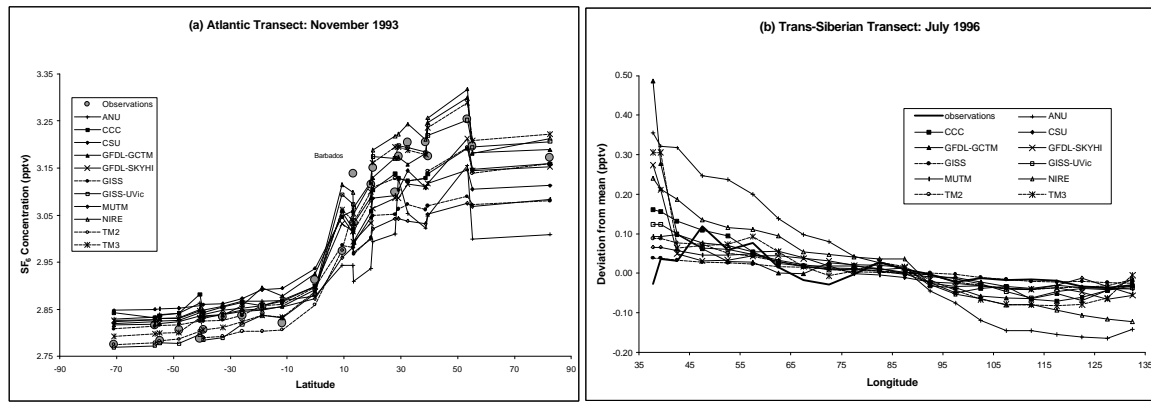 (a) Atlantic Transect: November 1993
SF6 Concentration (pptv)
3.35
3.25
3.15
3.05
2.95
2.85
2.75
-90 -70 -50 -30 -10 10 30 50 70 90
Latitude
Observations
ANU
CCC
CSU
GFDL-GCTM
GFDL-SKYHI
GISS
GISS-UVic
MUTM
NIRE
TM2
TM3
Barbados
(b) Trans-Siberian Transect: July 1996
Deviation from mean (pptv)
0.50
0.40
0.30
0.20
0.10
0.00
-0.10
-0.20
35 45 55 65 75 85 95 105 115 125 135
Longitude
observations ANU
CCC CSU
GFDL-GCTM GFDL-SKYHI
GISS GISS-UVic
MUTM NIRE
TM2 TM3